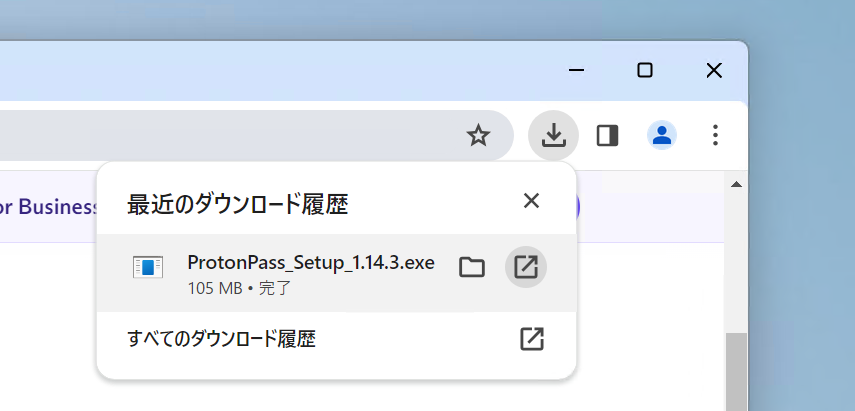 or Business
最近のダウンロード履歴
ProtonPass_Setup_1.14.3.exe
105 MB • 完了
すべてのダウンロード履歴